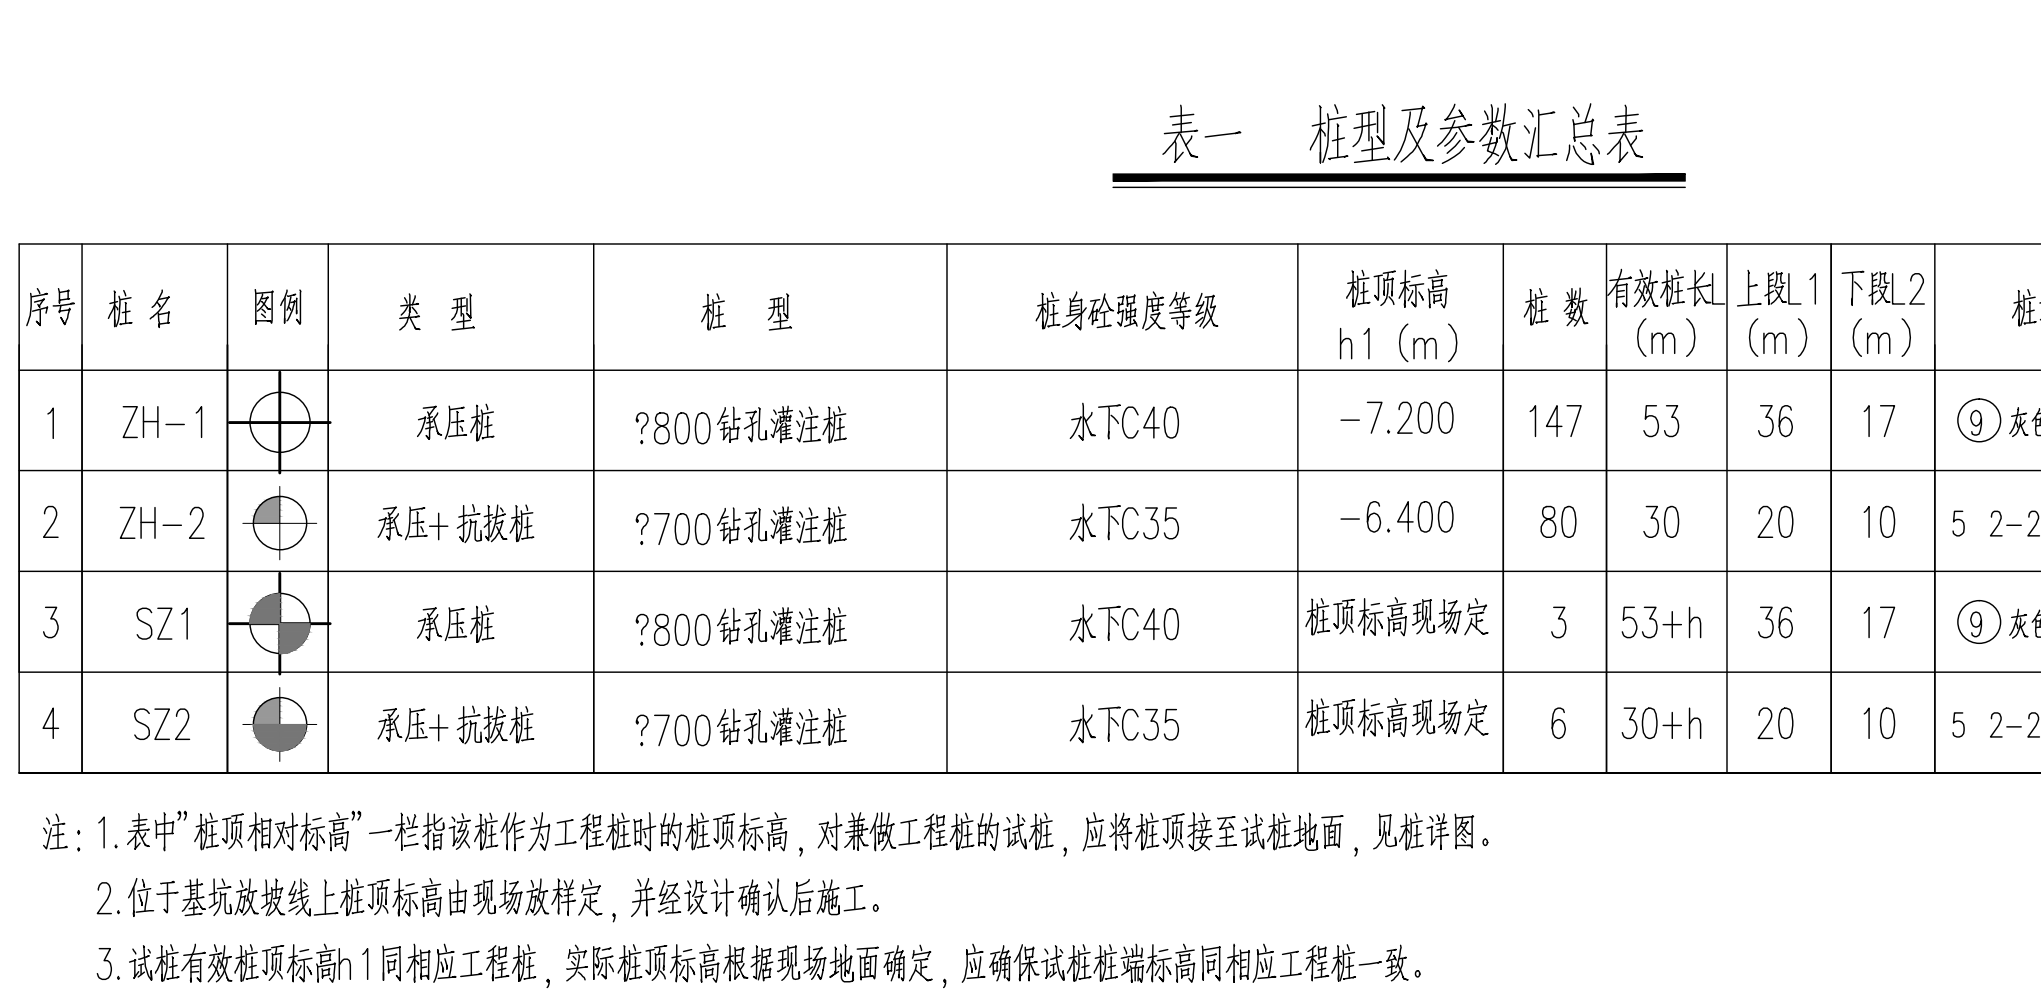 表一 桩型及参数汇总表
序号 桩 名 图例 类 型 桩 型 桩身砼强度等级 桩顶标高 h1(m) 桩 数 有效桩长L (m) 上段L1 (m) 下段L2 (m) 桩
1 ZH-1 承压桩 ?800钻孔灌注桩 水下C40 -7.200 147 53 36 17 ⑨灰
2 ZH-2 承压+抗拔桩 ?700钻孔灌注桩 水下C35 -6.400 80 30 20 10 5 2-2
3 SZ1 承压桩 ?800钻孔灌注桩 水下C40 桩顶标高现场定 3 53+h 36 17 ⑨灰
4 SZ2 承压+抗拔桩 ?700钻孔灌注桩 水下C35 桩顶标高现场定 6 30+h 20 10 5 2-2
注:1.表中"桩顶相对标高"一栏指该桩作为工程桩时的桩顶标高,对兼做工程桩的试桩,应将桩顶接至试桩地面,见桩详图。
2.位于基坑放坡线上桩顶标高由现场放样定,并经设计确认后施工。
3.试桩有效桩顶标高h1同相应工程桩,实际桩顶标高根据现场地面确定,应确保试桩桩端标高同相应工程桩一致。